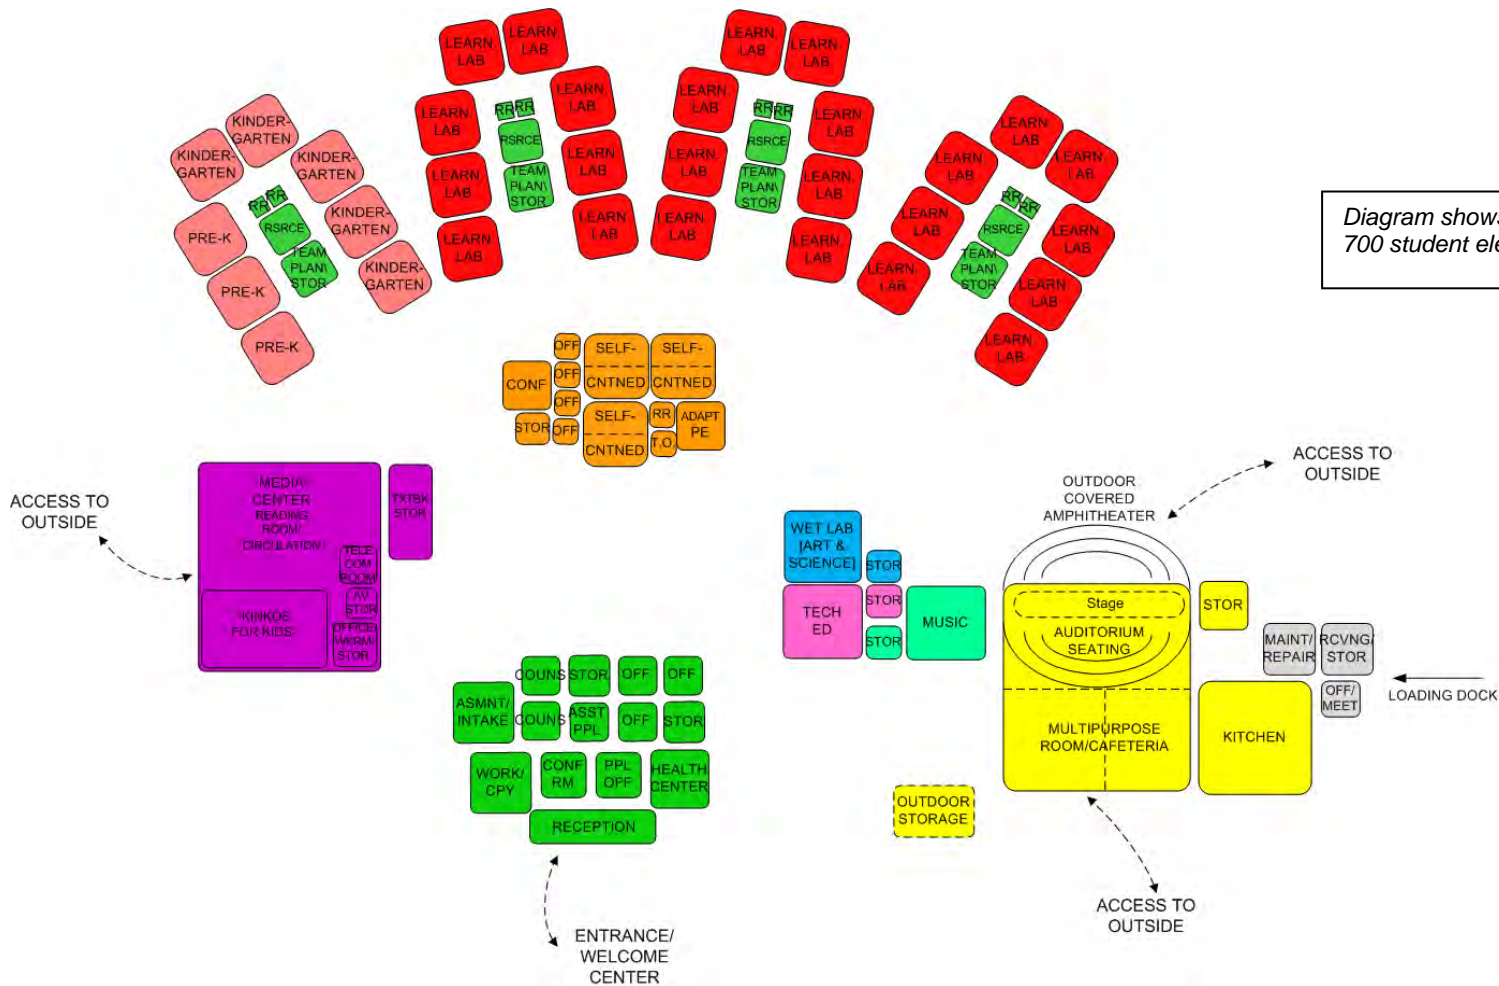 KINDER-
GARTEN
KINDER-
GARTEN
KINDER-
GARTEN
KINDER-
GARTEN
KINDER-
GARTEN
PRE-K
PRE-K
PRE-K
RR
RR
RSRCE
TEAM
PLAN\
STOR
LEARN.
LAB
LEARN.
LAB
LEARN.
LAB
LEARN.
LAB
LEARN.
LAB
LEARN.
LAB
LEARN.
LAB
LEARN.
LAB
RR
RR
RSRCE
TEAM
PLAN\
STOR
LEARN.
LAB
LEARN.
LAB
LEARN.
LAB
LEARN.
LAB
LEARN.
LAB
LEARN.
LAB
LEARN.
LAB
LEARN.
LAB
RR
RR
RSRCE
TEAM
PLAN\
STOR
LEARN.
LAB
LEARN.
LAB
LEARN.
LAB
LEARN.
LAB
LEARN.
LAB
LEARN.
LAB
LEARN.
LAB
LEARN.
LAB
RR
RR
RSRCE
TEAM
PLAN\
STOR
Diagram shows
700 student ele
CONF
STOR
OFF
OFF
OFF
OFF
SELF-
CNTNED
SELF-
CNTNED
SELF-
CNTNED
RR
T.O.
ADAPT
PE
ACCESS TO
OUTSIDE
MEDIA/
CENTER
READING
ROOM/
CIRCULATION
TELE
COM
ROOM
AV
STOR
OFFICE/
WKRM/
STOR
KINKOS
FOR KIDS
TXTBK
STOR
COUNS
STOR
OFF
OFF
ASMNT/
INTAKE
COUNS
ASST
PPL
OFF
STOR
WORK/
CPY
CONF
RM
PPL
OFF
HEALTH
CENTER
RECEPTION
ENTRANCE/
WELCOME
CENTER
WET LAB
[ART &
SCIENCE]
STOR
TECH
ED
STOR
STOR
MUSIC
OUTDOOR
COVERED
AMPHITHEATER
ACCESS TO
OUTSIDE
Stage
AUDITORIUM
SEATING
STOR
MULTIPURPOSE
ROOM/CAFETERIA
KITCHEN
MAINT/
REPAIR
RCVNG/
STOR
OFF/
MEET
LOADING DOCK
OUTDOOR
STORAGE
ACCESS TO
OUTSIDE